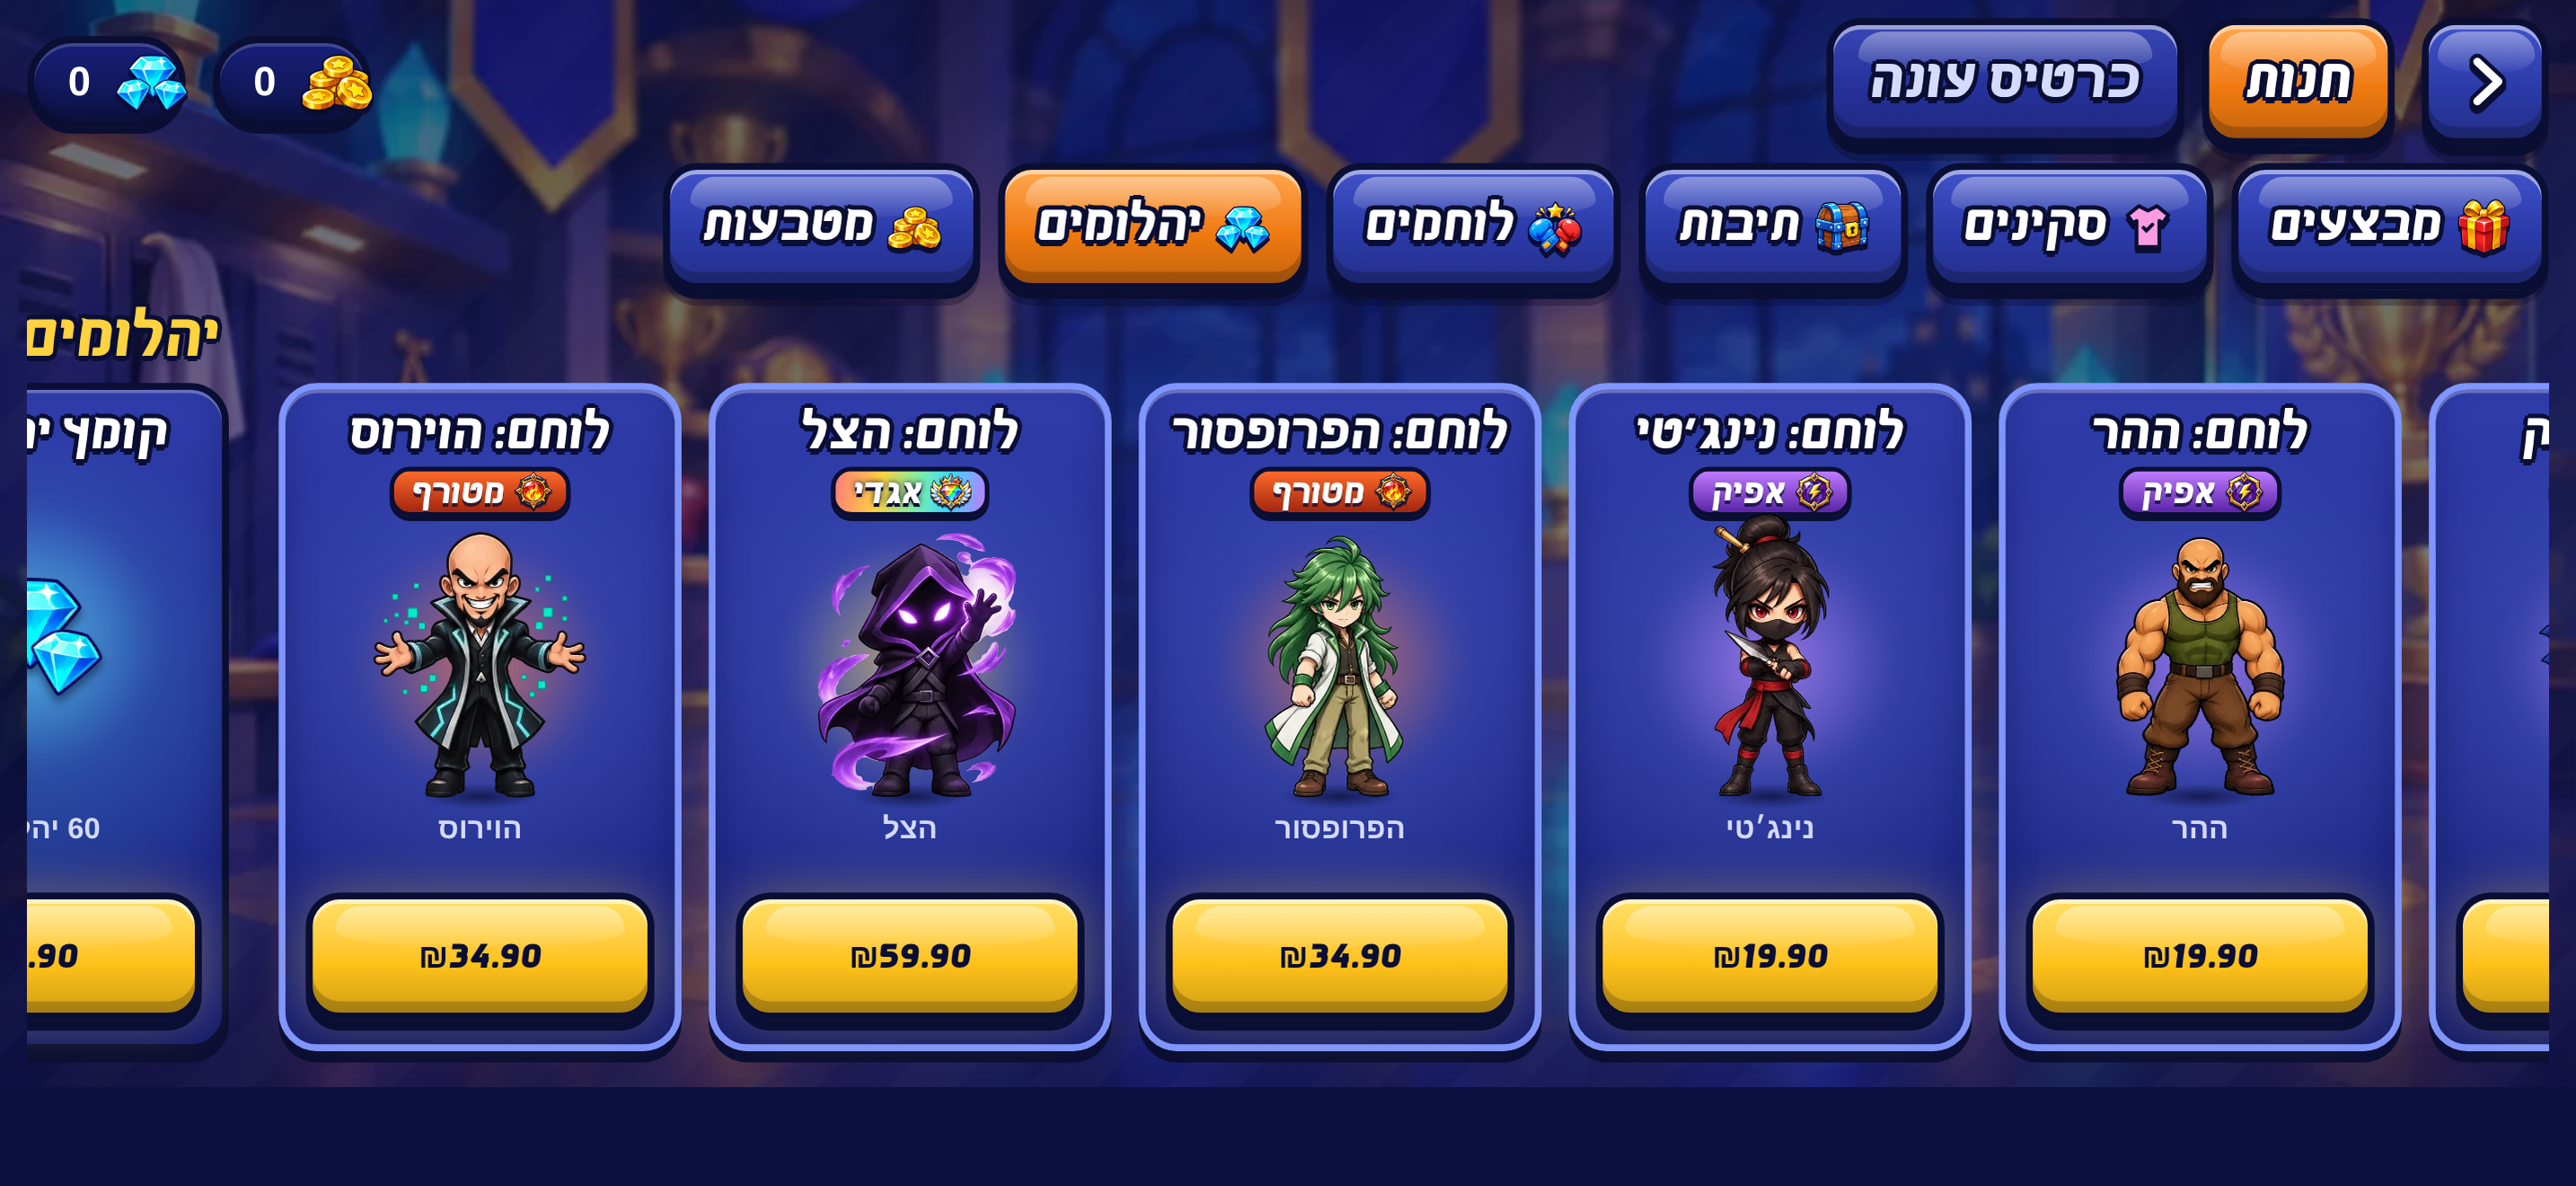 חנות
כרטיס עונה
0
0
מבצעים
סקינים
תיבות
לוחמים
יהלומים
מטבעות
יהלומים
לוחם: ההר
אפיק
ההר
₪19.90
לוחם: נינג׳טי
אפיק
נינג׳טי
₪19.90
לוחם: הפרופסור
מטורף
הפרופסור
₪34.90
לוחם: הצל
אגדי
הצל
₪59.90
לוחם: הוירוס
מטורף
הוירוס
₪34.90
קומץ
60
.90